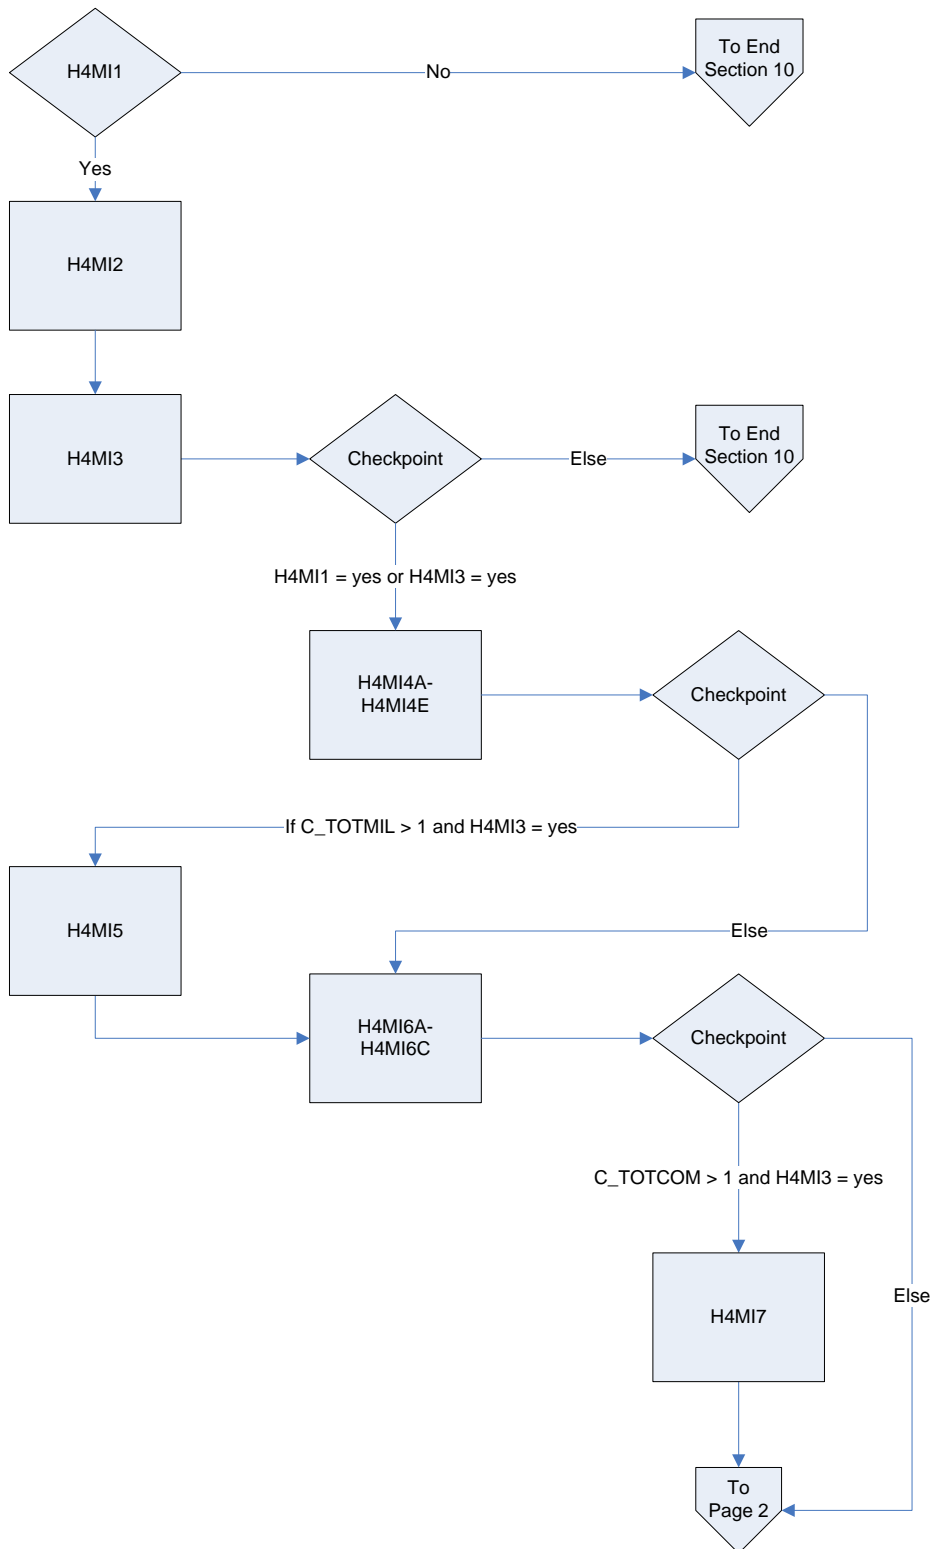 H4MI1
No
To End
Section 10
Yes
H4MI2
H4MI3
Checkpoint
Else
To End
Section 10
H4MI1 = yes or H4MI3 = yes
H4MI4A-
H4MI4E
Checkpoint
If C_TOTMIL > 1 and H4MI3 = yes
H4MI5
Else
H4MI6A-
H4MI6C
Checkpoint
C_TOTCOM > 1 and H4MI3 = yes
Else
H4MI7
To
Page 2